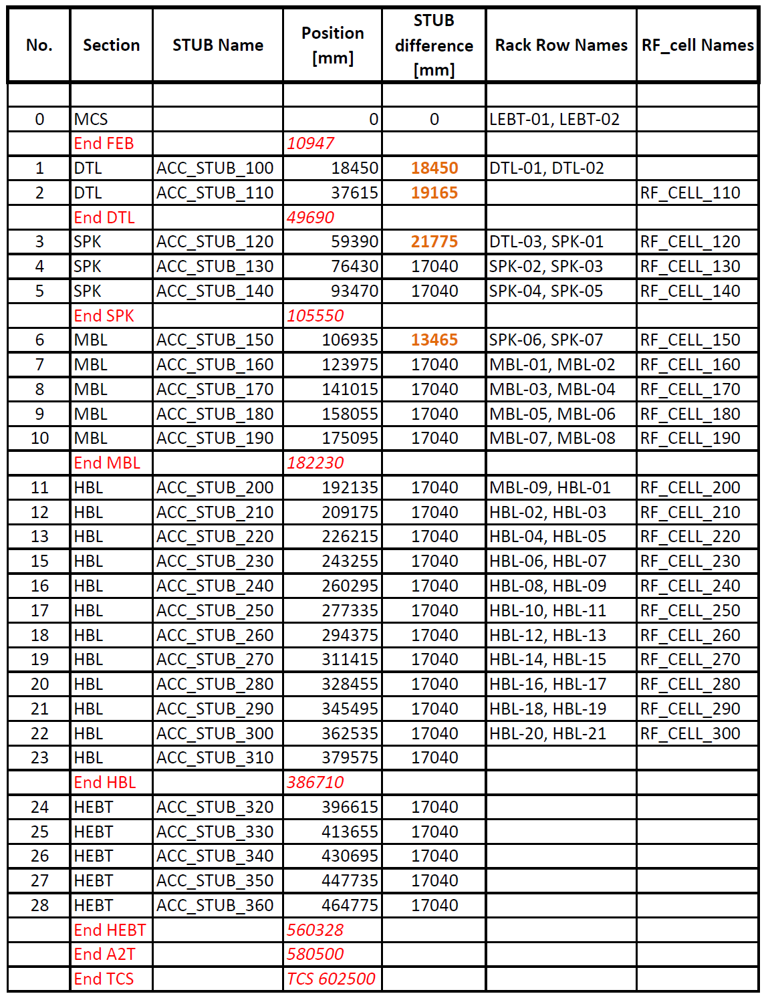 No. Section STUB Name Position [mm] STUB difference [mm] Rack Row Names RF_cell Names
0 MCS 0 0 LEBT-01, LEBT-02
End FEB 10947
1 DTL ACC_STUB_100 18450 18450 DTL-01, DTL-02
2 DTL ACC_STUB_110 37615 19165 RF_CELL_110
End DTL 49690
3 SPK ACC_STUB_120 59390 21775 DTL-03, SPK-01 RF_CELL_120
4 SPK ACC_STUB_130 76430 17040 SPK-02, SPK-03 RF_CELL_130
5 SPK ACC_STUB_140 93470 17040 SPK-04, SPK-05 RF_CELL_140
End SPK 105550
6 MBL ACC_STUB_150 106935 13465 SPK-06, SPK-07 RF_CELL_150
7 MBL ACC_STUB_160 123975 17040 MBL-01, MBL-02 RF_CELL_160
8 MBL ACC_STUB_170 141015 17040 MBL-03, MBL-04 RF_CELL_170
9 MBL ACC_STUB_180 158055 17040 MBL-05, MBL-06 RF_CELL_180
10 MBL ACC_STUB_190 175095 17040 MBL-07, MBL-08 RF_CELL_190
End MBL 182230
11 HBL ACC_STUB_200 192135 17040 MBL-09, HBL-01 RF_CELL_200
12 HBL ACC_STUB_210 209175 17040 HBL-02, HBL-03 RF_CELL_210
13 HBL ACC_STUB_220 226215 17040 HBL-04, HBL-05 RF_CELL_220
15 HBL ACC_STUB_230 243255 17040 HBL-06, HBL-07 RF_CELL_230
16 HBL ACC_STUB_240 260295 17040 HBL-08, HBL-09 RF_CELL_240
17 HBL ACC_STUB_250 277335 17040 HBL-10, HBL-11 RF_CELL_250
18 HBL ACC_STUB_260 294375 17040 HBL-12, HBL-13 RF_CELL_260
19 HBL ACC_STUB_270 311415 17040 HBL-14, HBL-15 RF_CELL_270
20 HBL ACC_STUB_280 328455 17040 HBL-16, HBL-17 RF_CELL_280
21 HBL ACC_STUB_290 345495 17040 HBL-18, HBL-19 RF_CELL_290
22 HBL ACC_STUB_300 362535 17040 HBL-20, HBL-21 RF_CELL_300
23 HBL ACC_STUB_310 379575 17040
End HBL 386710
24 HEBT ACC_STUB_320 396615 17040
25 HEBT ACC_STUB_330 413655 17040
26 HEBT ACC_STUB_340 430695 17040
27 HEBT ACC_STUB_350 447735 17040
28 HEBT ACC_STUB_360 464775 17040
End HEBT 560328
End A2T 580500
End TCS TCS 602500